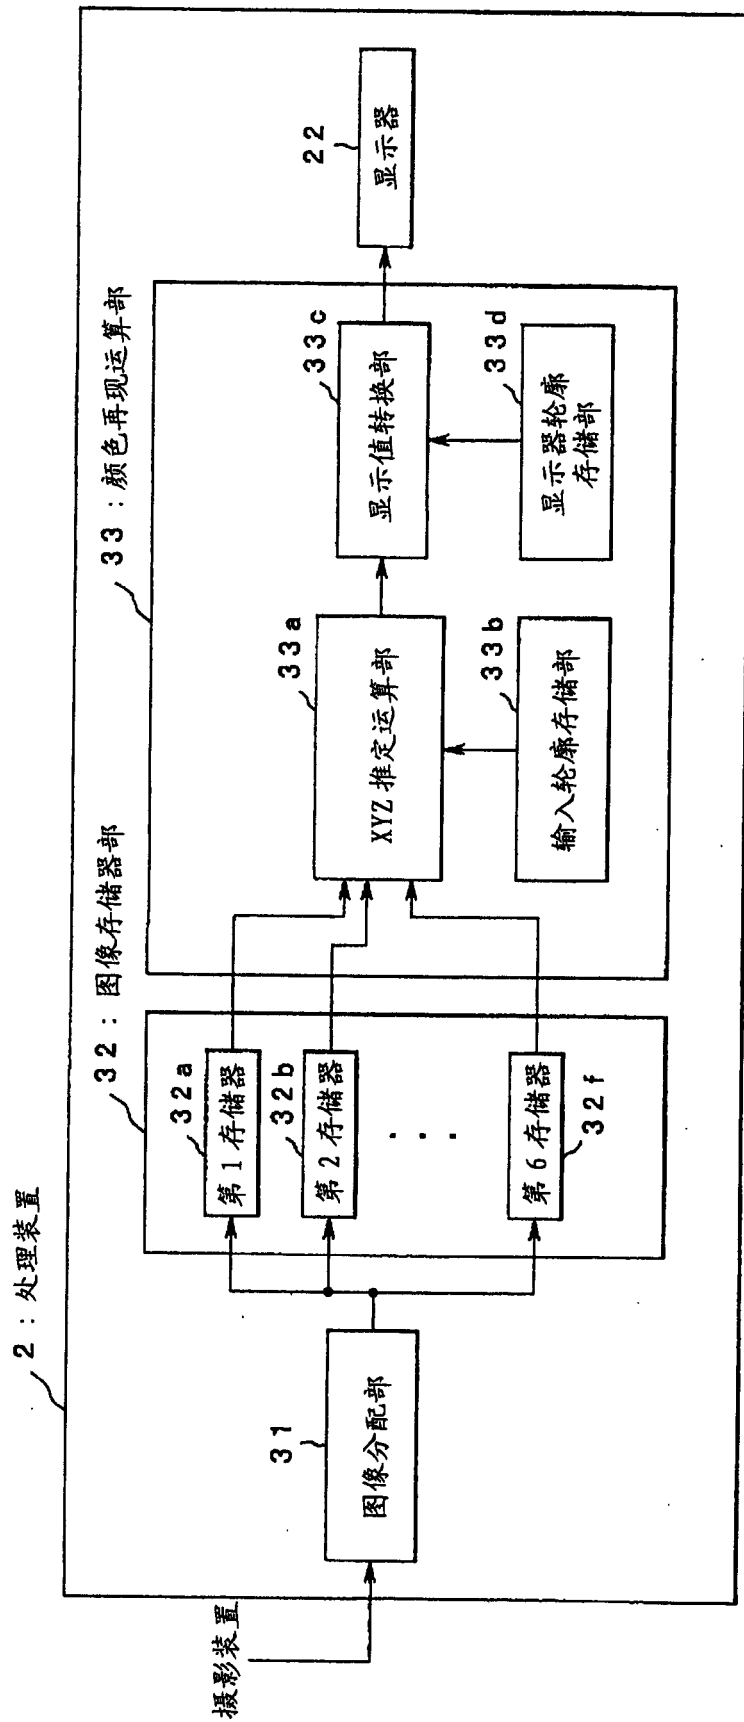 2：处理装置
32：图像存储器部
33：颜色再现运算部
摄影装置
31
图像分配部
32a
第1存储器
32b
第2存储器
...
第6存储器
32f
33a
XYZ推定运算部
33b
输入轮廓存储部
33c
显示值转换部
33d
显示器轮廓
存储部
22
显示器